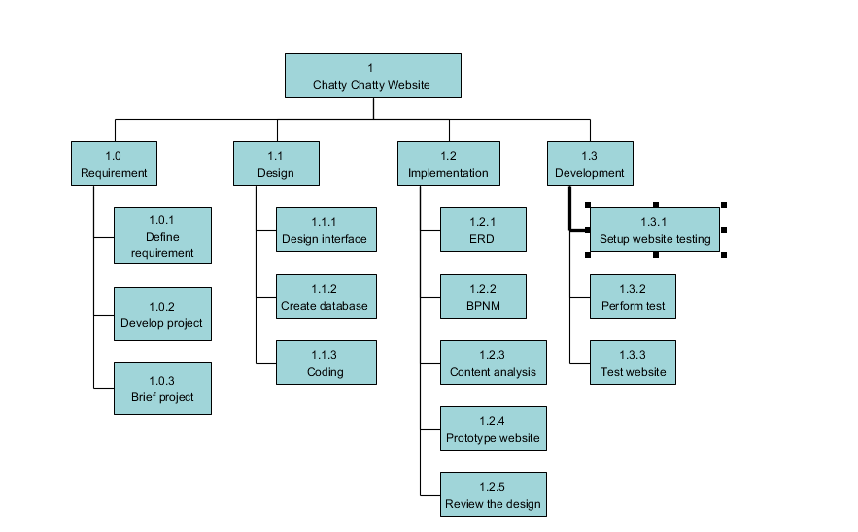 1
Chatty Chatty Website
1.0
Requirement
1.1
Design
1.2
Implementation
1.3
Development
1.0.1
Define
requirement
1.0.2
Develop project
1.0.3
Brief project
1.1.1
Design interface
1.1.2
Create database
1.1.3
Coding
1.2.1
ERD
1.2.2
BPNM
1.2.3
Content analysis
1.2.4
Prototype website
1.2.5
Review the design
1.3.1
Setup website testing
1.3.2
Perform test
1.3.3
Test website